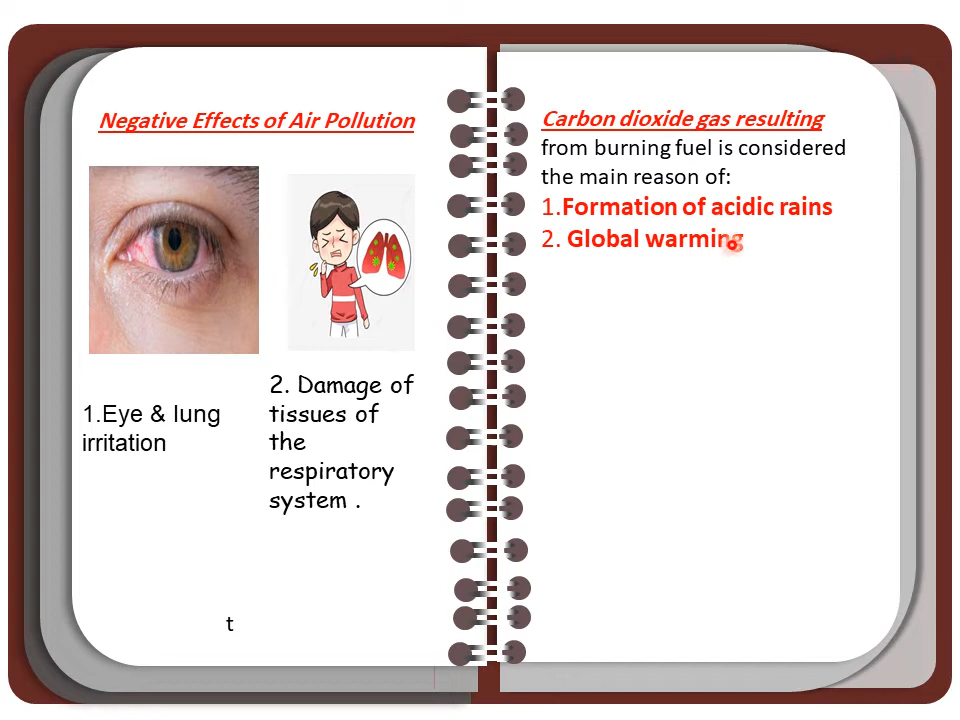 Negative Effects of Air Pollution
1.Eye & lung
irritation
2. Damage of
tissues of
the
respiratory
system .
t
Carbon dioxide gas resulting
from burning fuel is considered
the main reason of:
1.Formation of acidic rains
2. Global warming